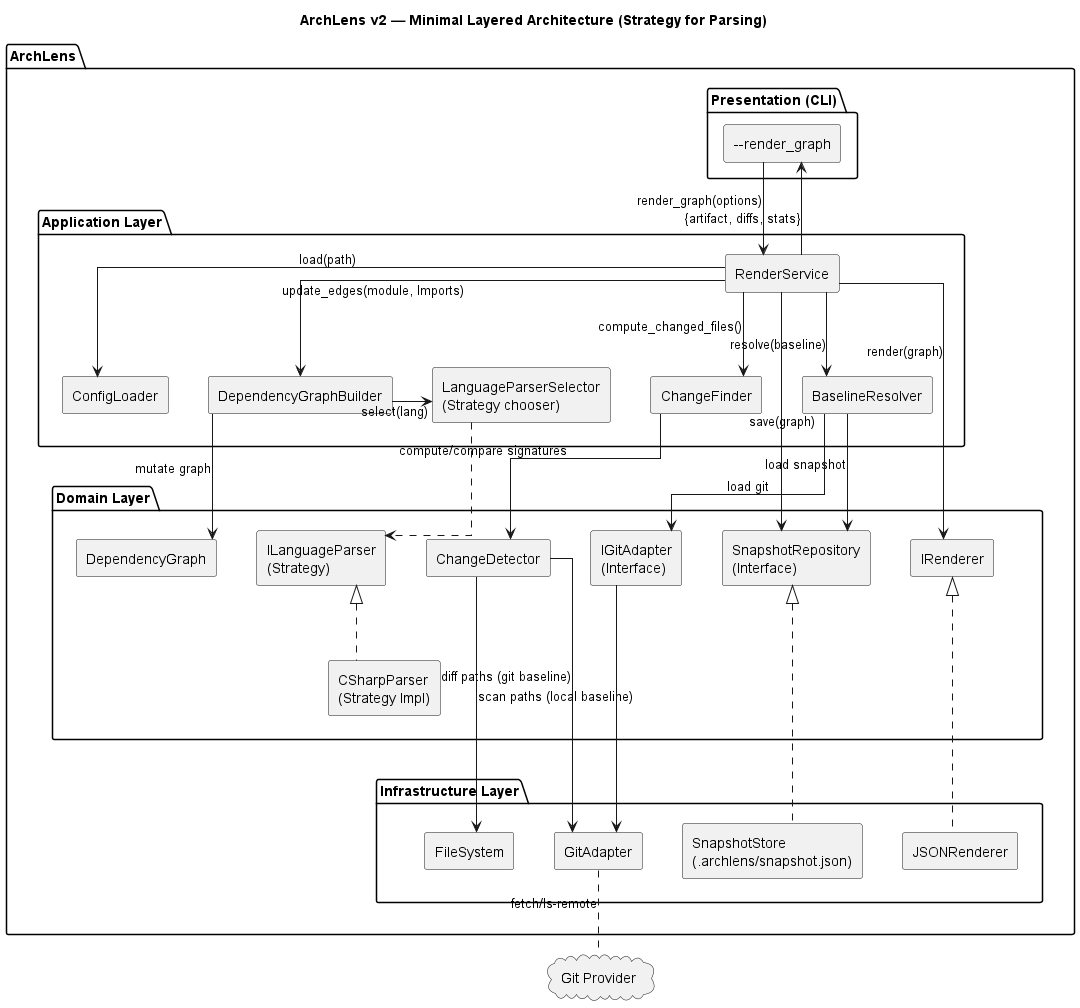 ArchLens v2 — Minimal Layered Architecture (Strategy for Parsing)
ArchLens
Presentation (CLI)
--render_graph
render_graph(options)
{artifact, diffs, stats}
Application Layer
load(path)
RenderService
update_edges(module, Imports)
compute_changed_files()
resolve(baseline)
render(graph)
ConfigLoader
DependencyGraphBuilder
LanguageParserSelector
(Strategy chooser)
ChangeFinder
BaselineResolver
select(lang)
save(graph)
compute/compare signatures
mutate graph
load snapshot
load git
Domain Layer
DependencyGraph
ILanguageParser
(Strategy)
ChangeDetector
IGitAdapter
(Interface)
SnapshotRepository
(Interface)
IRenderer
CSharpParser
(Strategy Impl)
diff paths (git baseline)
scan paths (local baseline)
Infrastructure Layer
FileSystem
GitAdapter
SnapshotStore
(.archlens/snapshot.json)
JSONRenderer
fetch/ls-remote
Git Provider